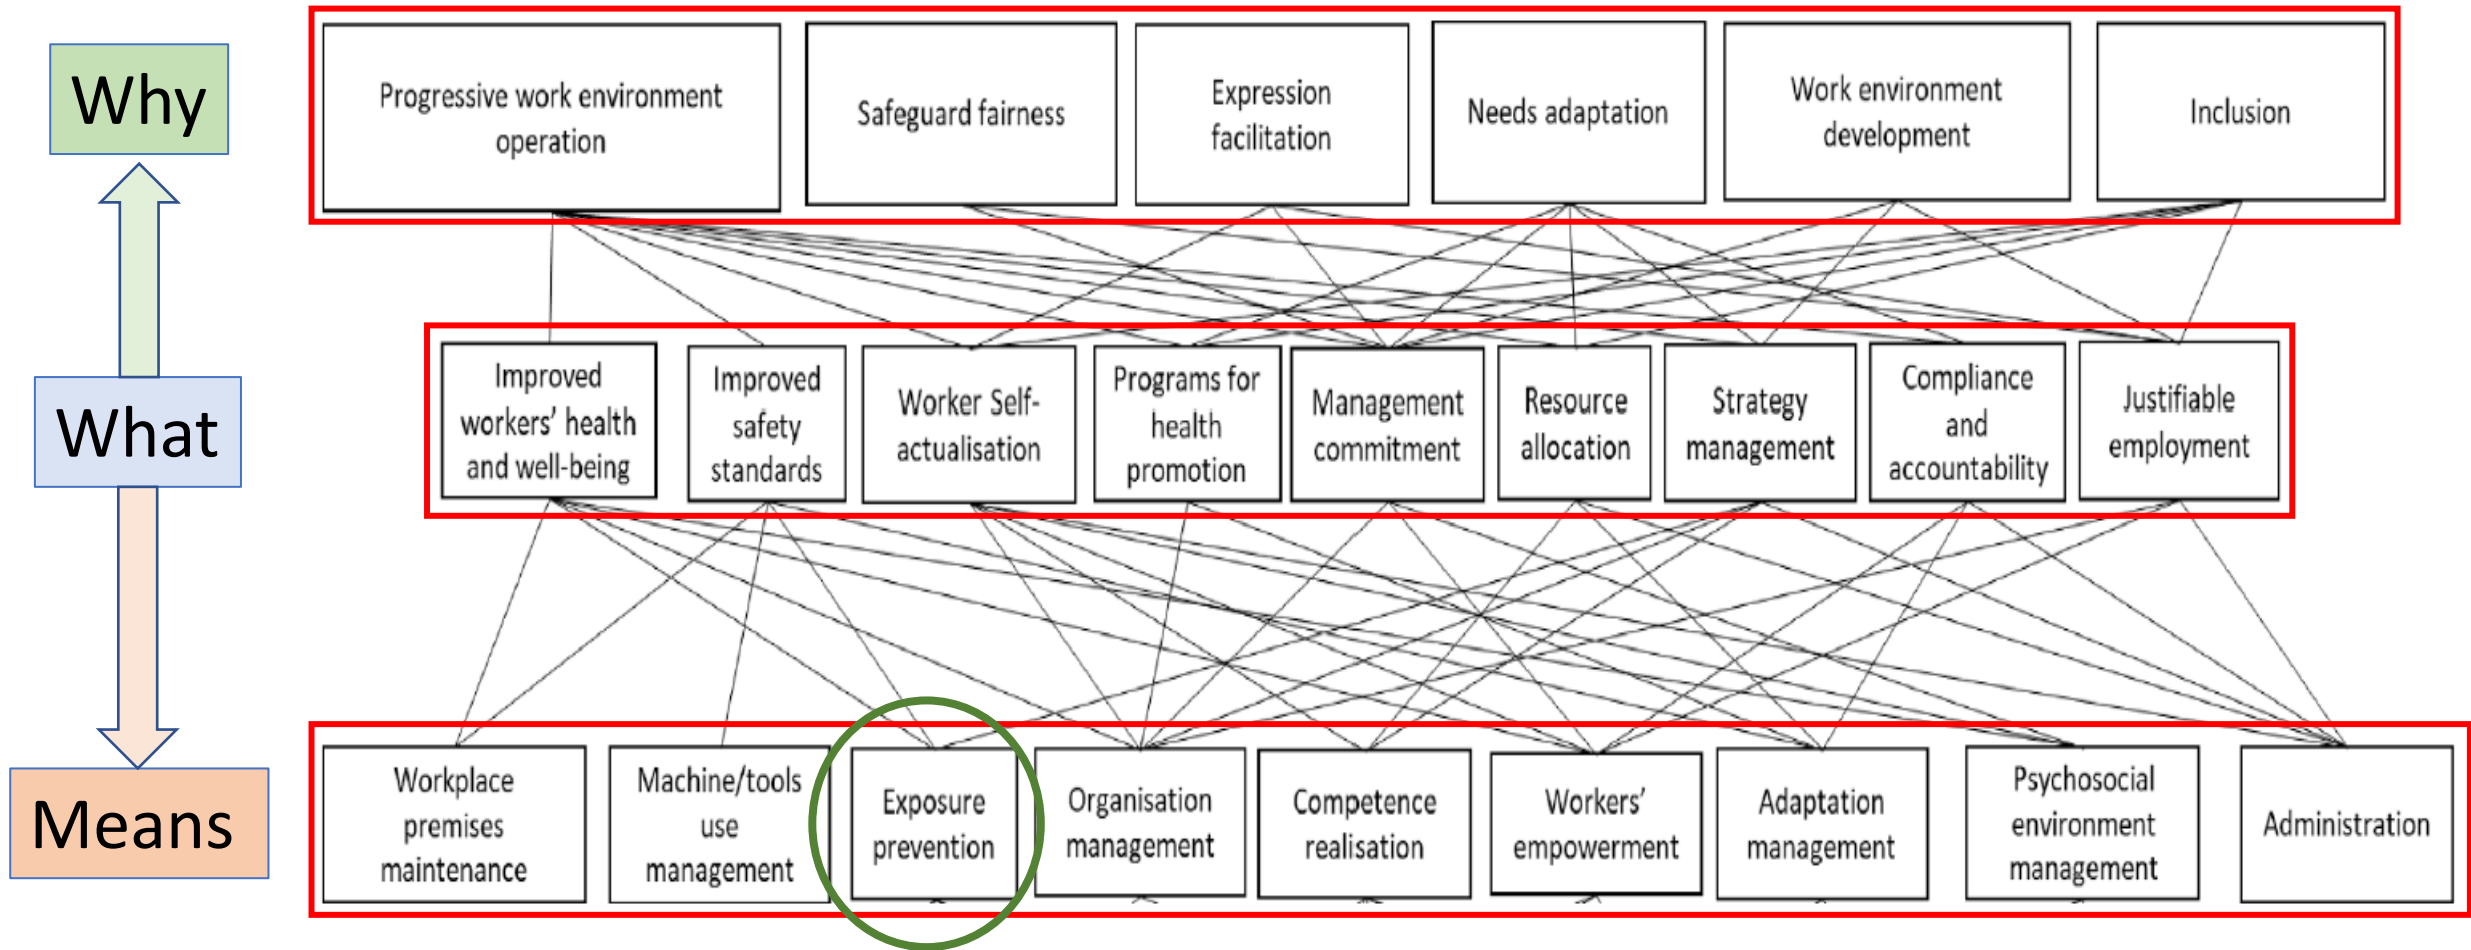 Why
What
Means
Progressive work environment
operation
Safeguard fairness
Expression
facilitation
Needs adaptation
Work environment
development
Inclusion
Improved
workers’ health
and well-being
Improved
safety
standards
Worker Self-
actualisation
Programs for
health
promotion
Management
commitment
Resource
allocation
Strategy
management
Compliance
and
accountability
Justifiable
employment
Workplace
premises
maintenance
Machine/tools
use
management
Exposure
prevention
Organisation
management
Competence
realisation
Workers’
empowerment
Adaptation
management
Psychosocial
environment
management
Administration